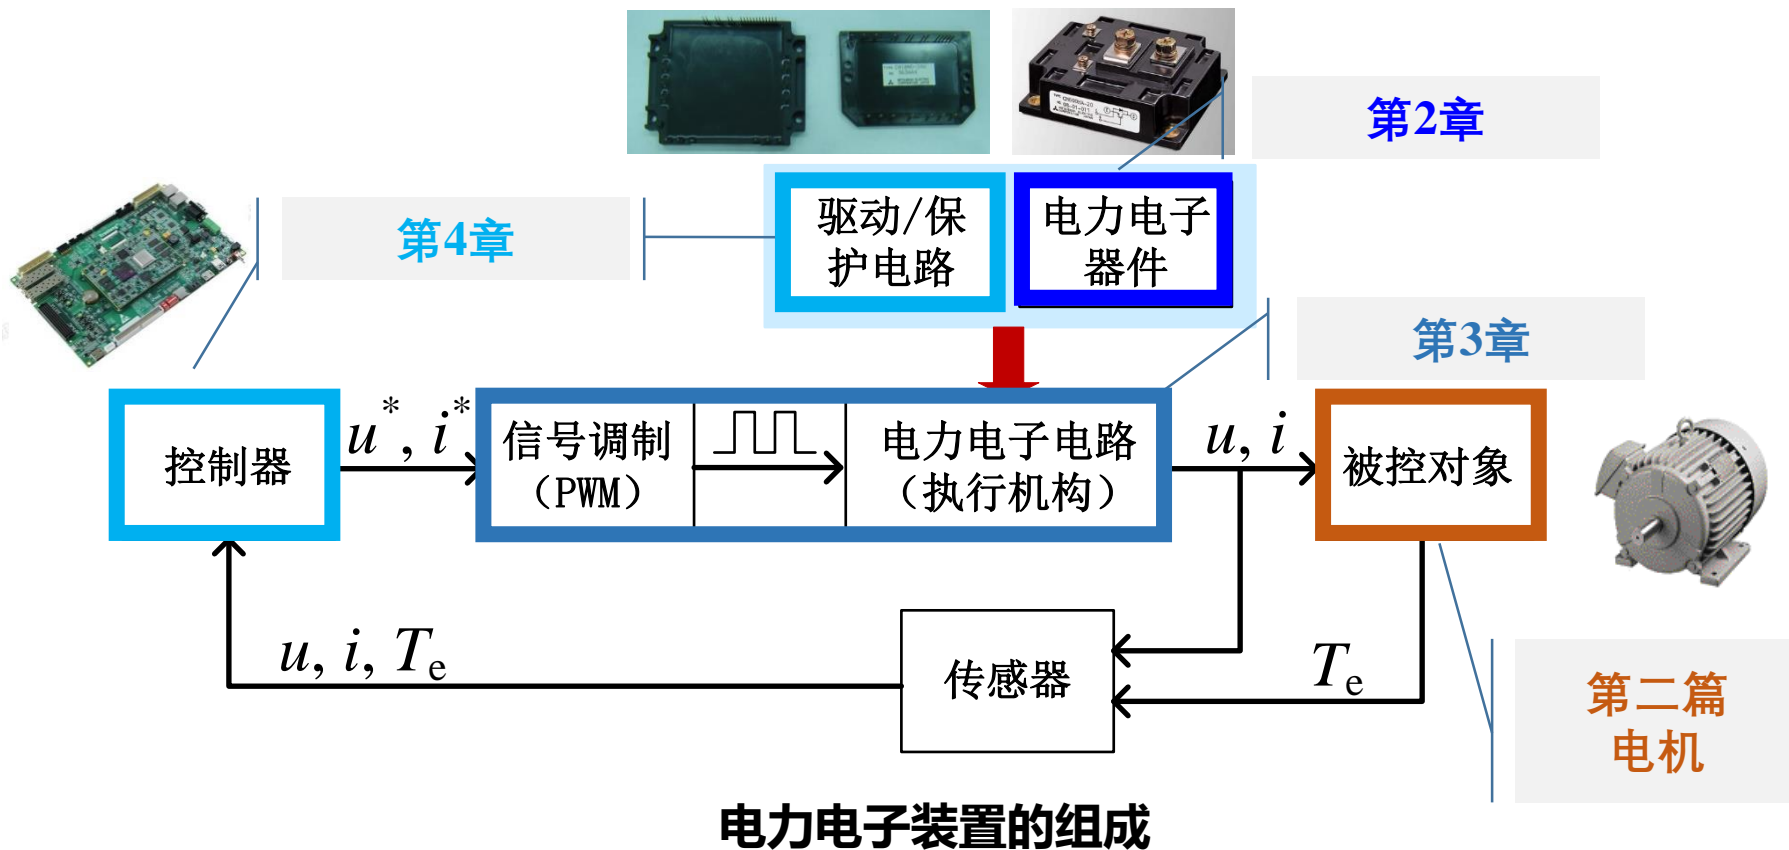 第2章
第4章
驱动/保
护电路
电力电子
器件
第3章
控制器
u*, i*
信号调制
（PWM）
电力电子电路
（执行机构）
u, i
被控对象
u, i, Te
传感器
Te
第二篇
电机
电力电子装置的组成